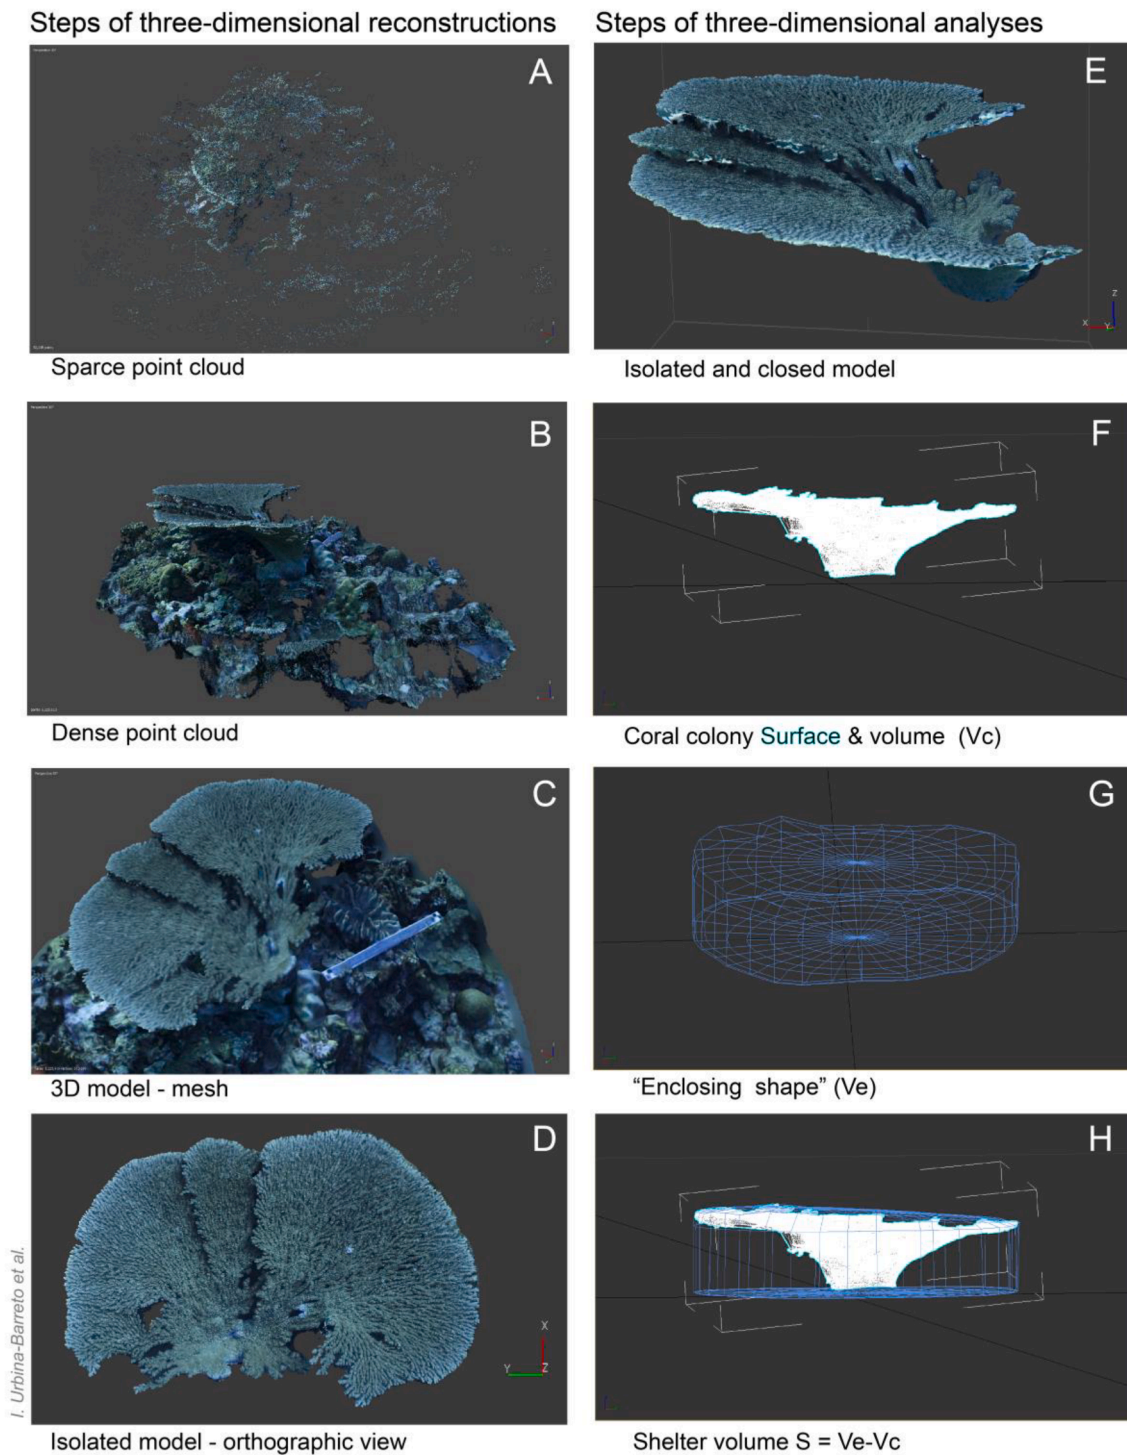 Steps of three-dimensional reconstructions
Steps of three-dimensional analyses
A
Sparce point cloud
E
Isolated and closed model
B
Dense point cloud
F
Coral colony Surface & volume (Vc)
C
3D model - mesh
G
“Enclosing shape” (Ve)
D
Isolated model - orthographic view
H
Shelter volume S = Ve-Vc
I. Urbina-Barreto et al.
X
Y
Z
Z
X
Y